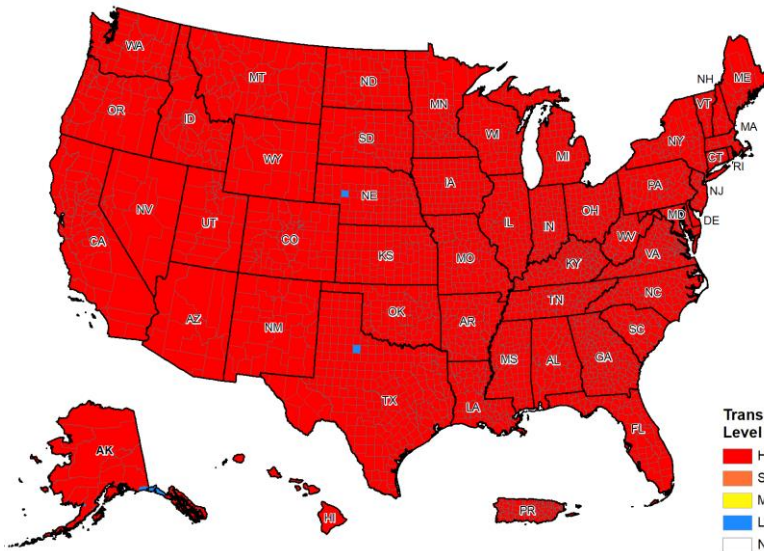 WA
MT
ND
MN
OR
ID
SD
WI
MI
NH
VT
ME
MA
NY
CT
RI
WY
IA
PA
NJ
NE
NV
UT
CO
IL
IN
OH
MD
DE
WV
VA
CA
KS
MO
KY
NC
TN
AZ
NM
OK
AR
SC
MS
AL
GA
TX
LA
FL
AK
HI
PR
Trans
Level
H
S
M
L
N